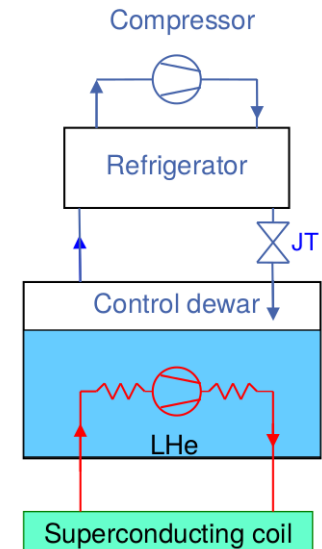 Compressor
Refrigerator
JT
Control dewar
LHe
Superconducting coil